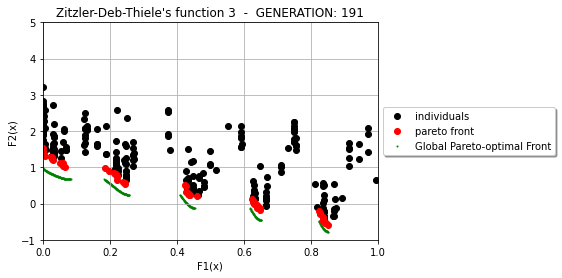 Zitzler-Deb-Thiele's function 3 - GENERATION: 191
5
4
3
2
1
0
−1
F2(x)
0.0 0.2 0.4 0.6 0.8 1.0
F1(x)
individuals
pareto front
Global Pareto-optimal Front